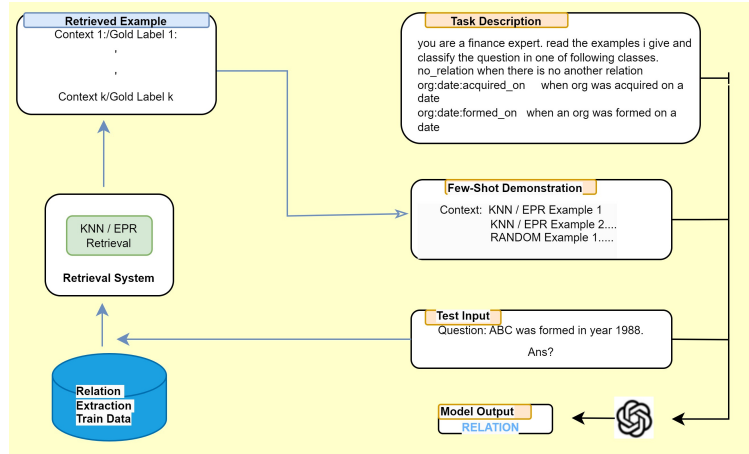 Retrieved Example
Context 1:/Gold Label 1:
'
'
Context k/Gold Label k
KNN / EPR
Retrieval
Retrieval System
Relation
Extraction
Train Data
Task Description
you are a finance expert. read the examples i give and
classify the question in one of following classes.
no_relation when there is no another relation
org:date:acquired_on when org was acquired on a
date
org:date:formed_on when an org was formed on a
date
Few-Shot Demonstration
Context: KNN / EPR Example 1
KNN / EPR Example 2....
RANDOM Example 1.....
Test Input
Question: ABC was formed in year 1988.
Ans?
Model Output
RELATION